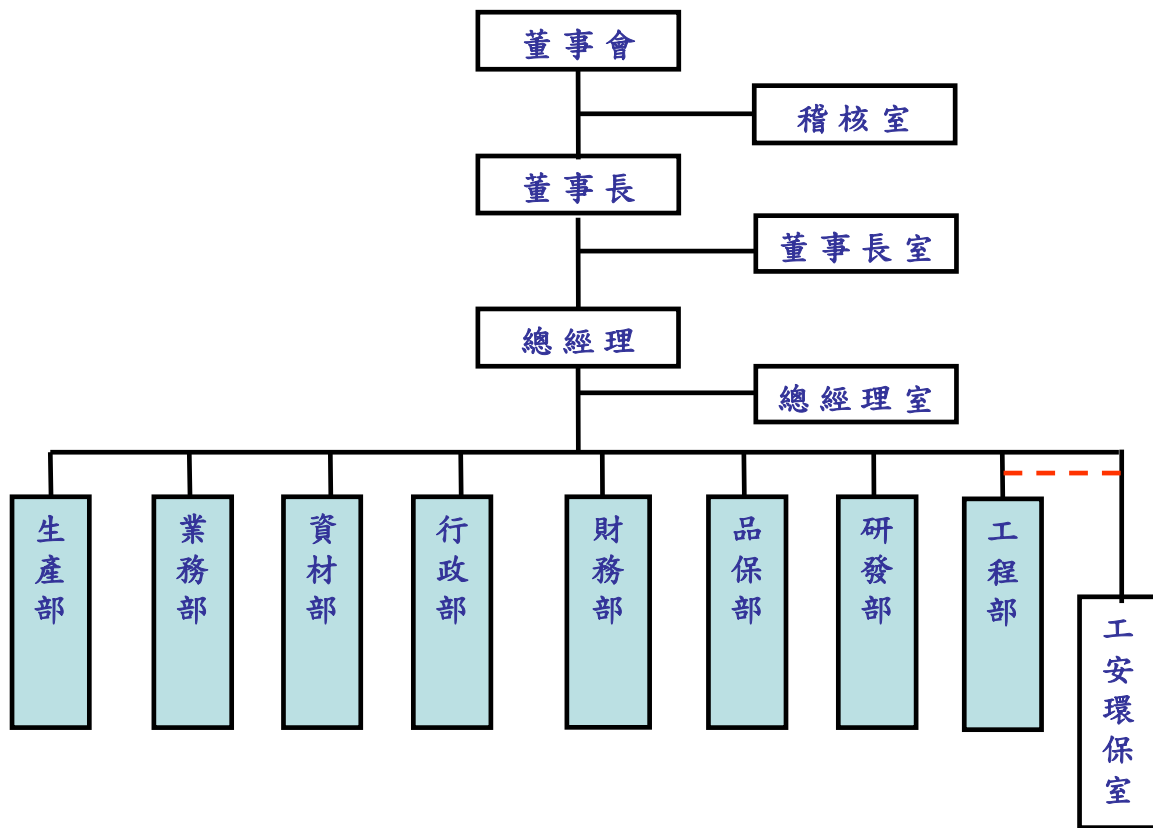 董事會
稽核室
董事長
董事長室
總經理
總經理室
生產部
業務部
資材部
行政部
財務部
品保部
研發部
工程部
工安環保室